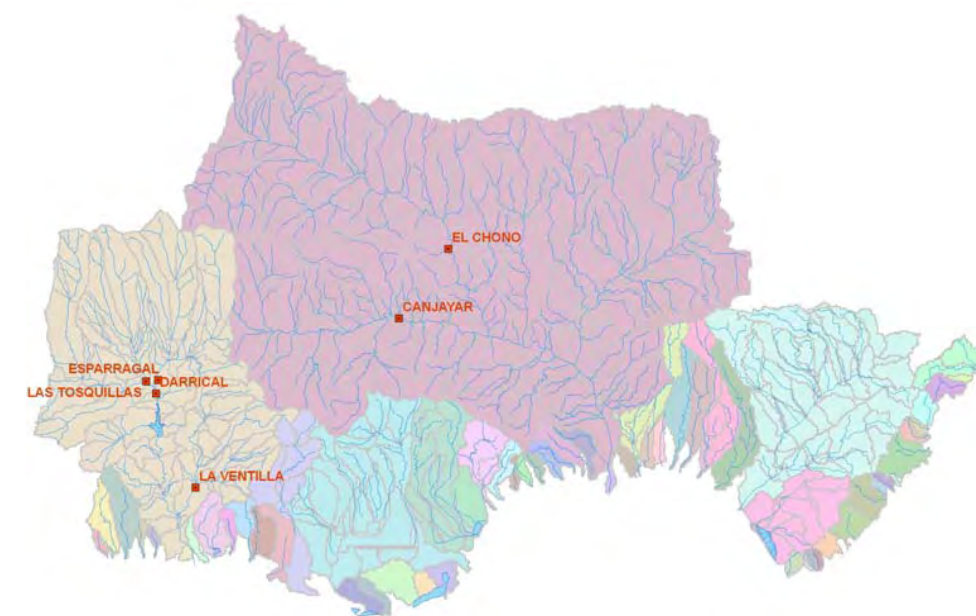 EL CHONO
CANJAYAR
ESPARRAGAL
DARRICAL
LAS TOSQUILLAS
LA VENTILLA